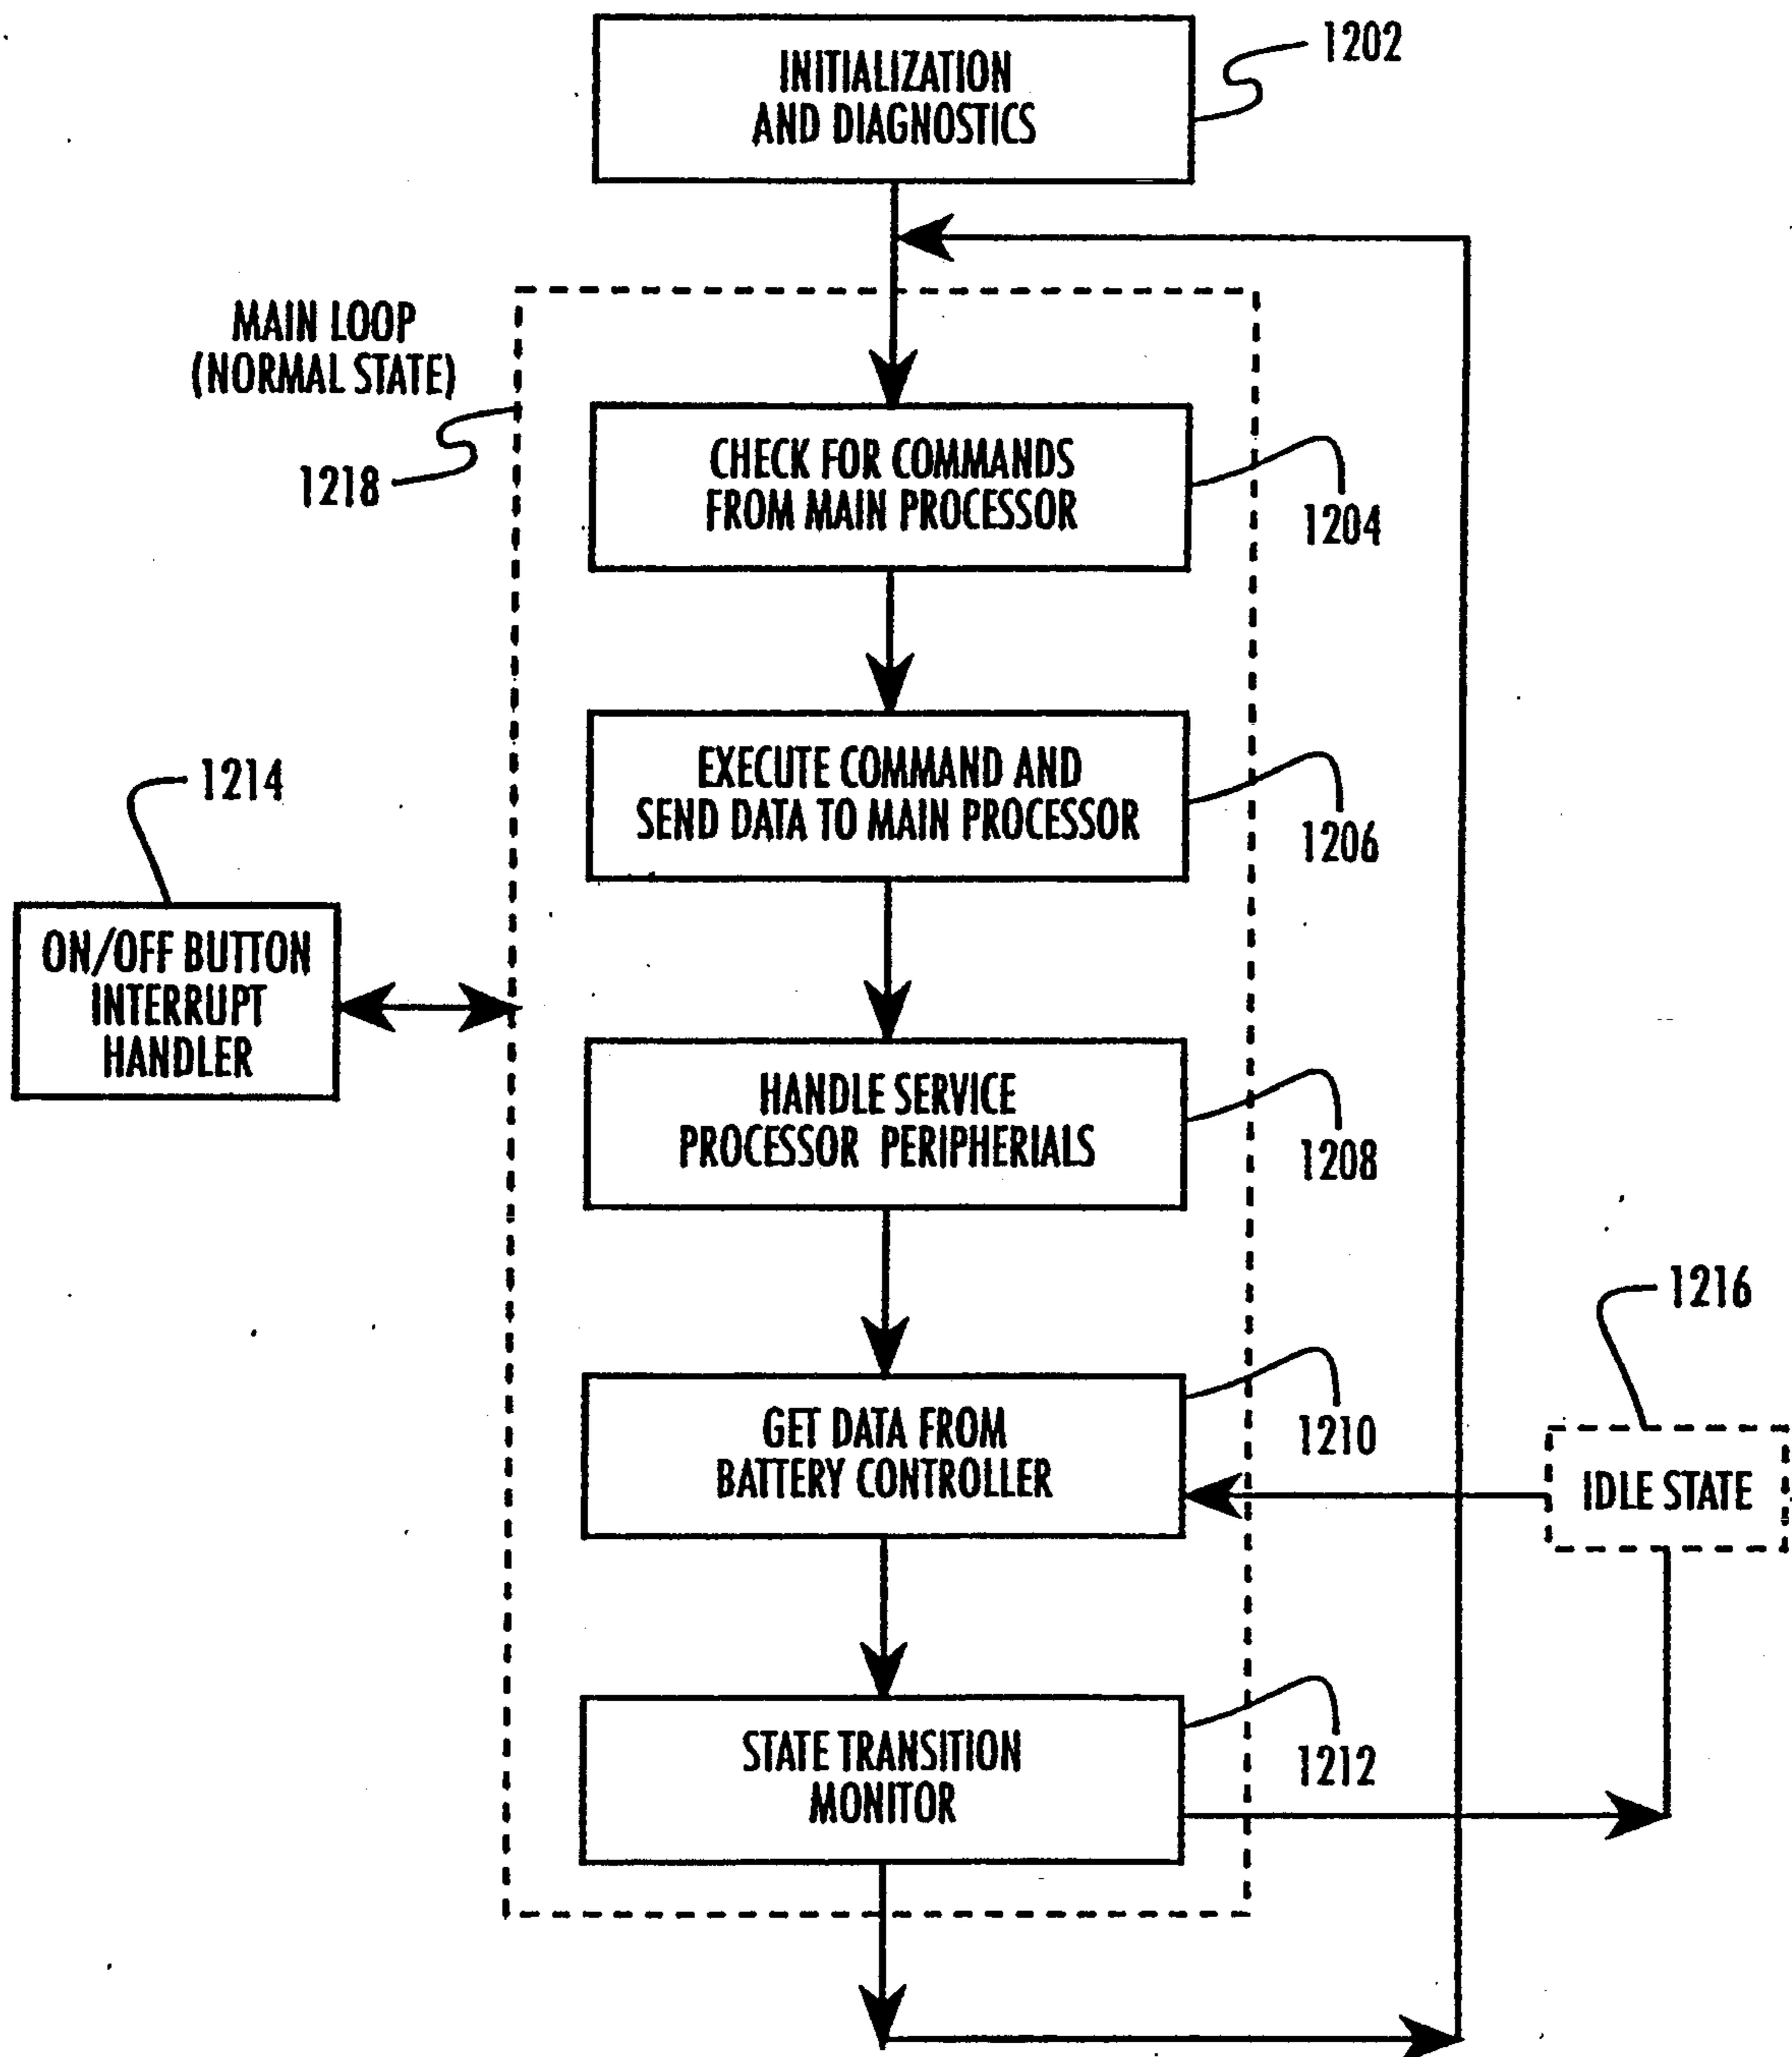 INITIALIZATION
AND DIAGNOSTICS
1202
MAIN LOOP
(NORMAL STATE)
1218
CHECK FOR COMMANDS
FROM MAIN PROCESSOR
1204
EXECUTE COMMAND AND
SEND DATA TO MAIN PROCESSOR
1206
1214
ON/OFF BUTTON
INTERRUPT
HANDLER
HANDLE SERVICE
PROCESSOR PERIPHERIALS
1208
GET DATA FROM
BATTERY CONTROLLER
1210
1216
IDLE STATE
STATE TRANSITION
MONITOR
1212